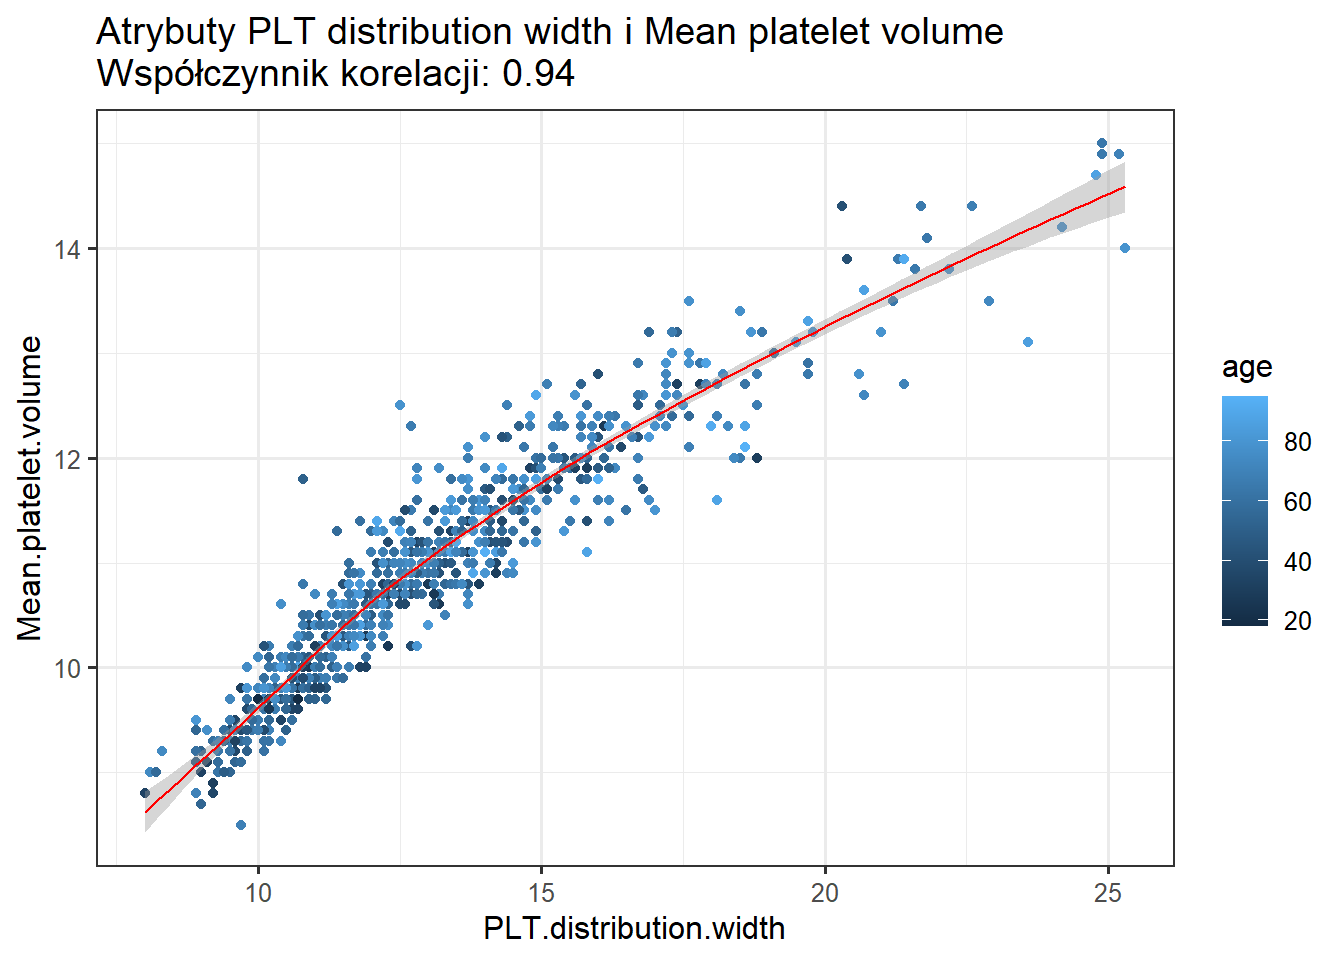 Atrybuty PLT distribution width i Mean platelet volume
Współczynnik korelacji: 0.94
Mean.platelet.volume
14
12
10
10
15
20
25
PLT.distribution.width
age
80
60
40
20